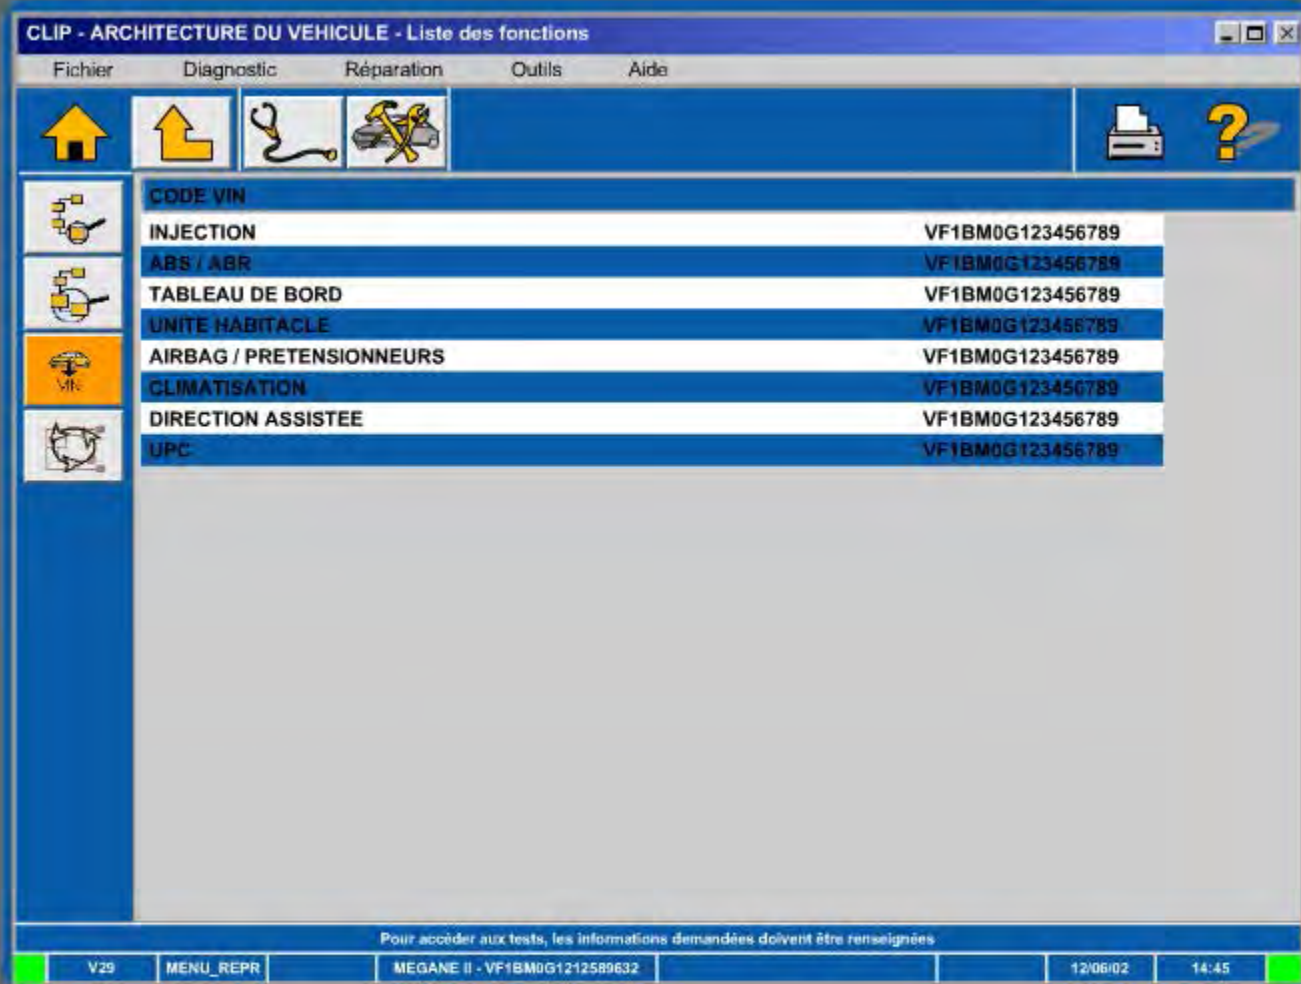 CLIP - ARCHITECTURE DU VEHICULE - Liste des fonctions
Fichier Diagnostic Réparation Outils Aide
CODE VIN
INJECTION VF1BM0G123456789
ABS / ABR VF1BM0G123456789
TABLEAU DE BORD VF1BM0G123456789
UNITE HABITACLE VF1BM0G123456789
AIRBAG / PRETENSIONNEURS VF1BM0G123456789
VIN
CLIMATISATION VF1BM0G123456789
DIRECTION ASSISTEE VF1BM0G123456789
UPC VF1BM0G123456789
Pour accéder aux tests, les informations demandées doivent être renseignées
V29 MENU_REPR MEGANE II - VF1BM0G1212589632 12/06/02 14:45